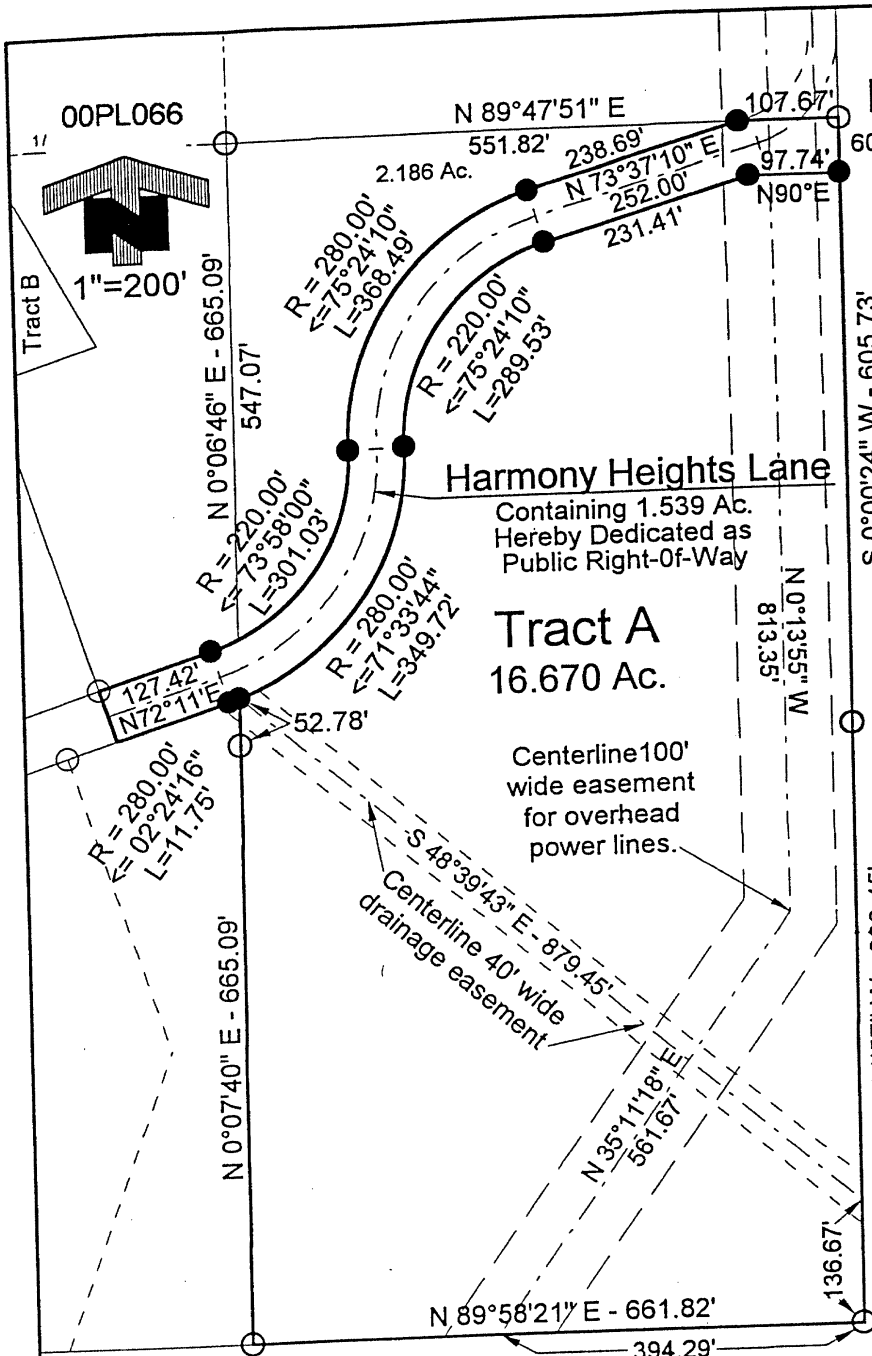 00PL066
1/
N
1"=200'
Tract B
N 89°47'51" E
551.82'
107.67'
2.186 Ac.
238.69'
N 73°37'10" E
252.00'
231.41'
97.74'
N90°E
60
R = 280.00'
<=75°24'10"
L=368.49'
R = 220.00'
<=75°24'10"
L=289.53'
N 0°06'46" E - 665.09'
547.07'
S 0°00'24" W - 605.73'
Harmony Heights Lane
Containing 1.539 Ac.
Hereby Dedicated as
Public Right-0f-Way
R = 220.00'
<= 73°58'00"
L=301.03'
R = 280.00'
<=71°33'44"
L=349.72'
Tract A
16.670 Ac.
N 0°13'55" W
813.35'
127.42'
N72°11'E
52.78'
R = 280.00'
<= 02°24'16"
L=11.75'
Centerline100'
wide easement
for overhead
power lines.
S 48°39'43" E - 879.45'
Centerline 40' wide
drainage easement
N 0°07'40" E - 665.09'
N 35°11'18" E
561.67'
136.67'
N 89°58'21" E - 661.82'
394.29'